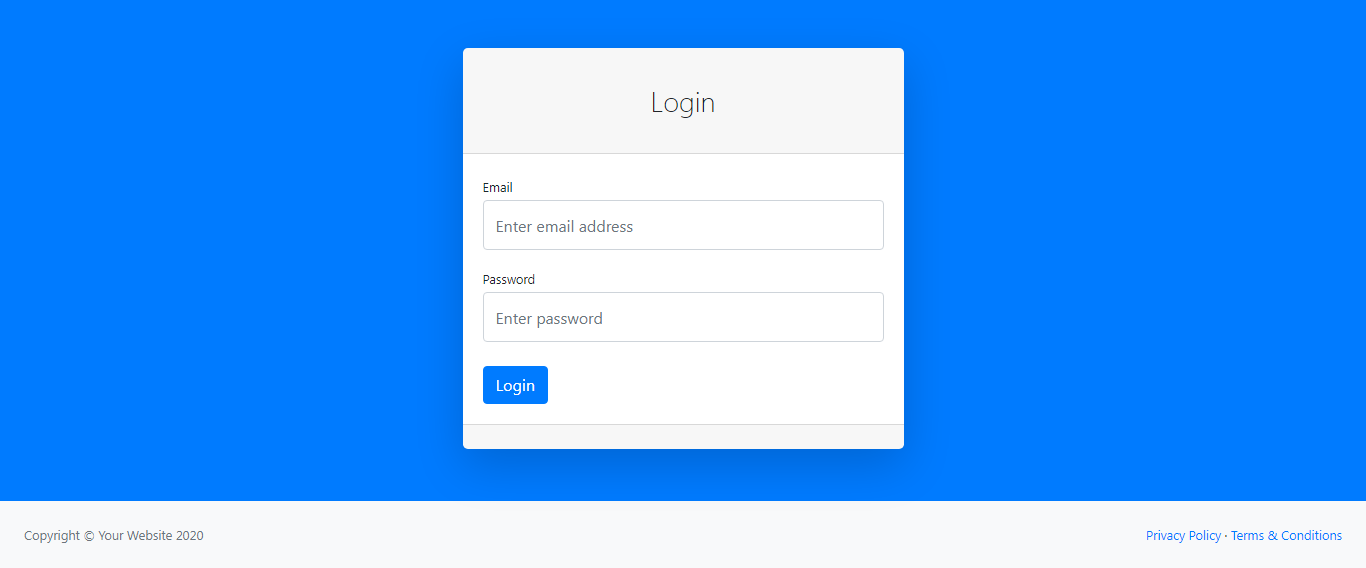 Login
Email
Enter email address
Password
Enter password
Login
Copyright © Your Website 2020
Privacy Policy · Terms & Conditions